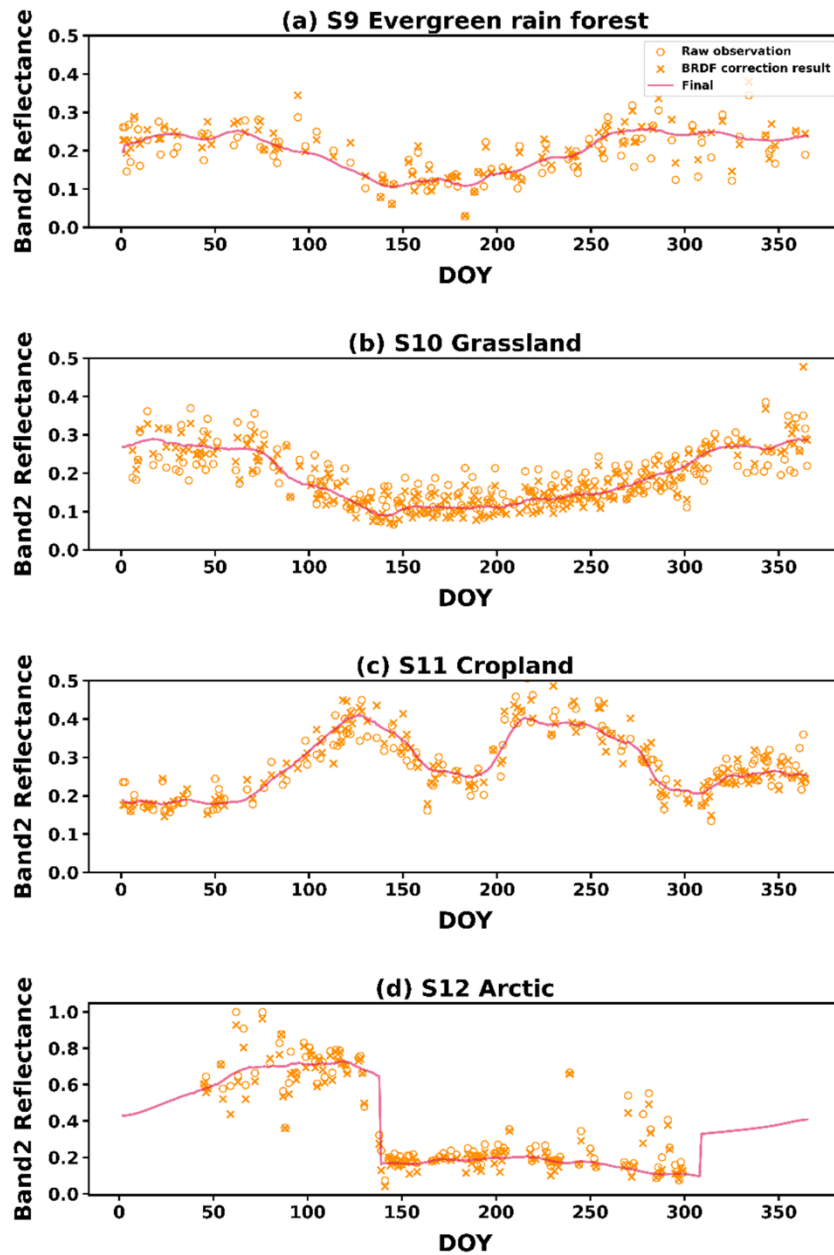 (a) S9 Evergreen rain forest
0.5
0.4
0.3
0.2
0.1
0.0
Band2 Reflectance
Raw observation
BRDF correction result
Final
0 50 100 150 200 250 300 350
DOY
(b) S10 Grassland
0.5
0.4
0.3
0.2
0.1
0.0
Band2 Reflectance
0 50 100 150 200 250 300 350
DOY
(c) S11 Cropland
0.5
0.4
0.3
0.2
0.1
0.0
Band2 Reflectance
0 50 100 150 200 250 300 350
DOY
(d) S12 Arctic
1.0
0.8
0.6
0.4
0.2
0.0
Band2 Reflectance
0 50 100 150 200 250 300 350
DOY